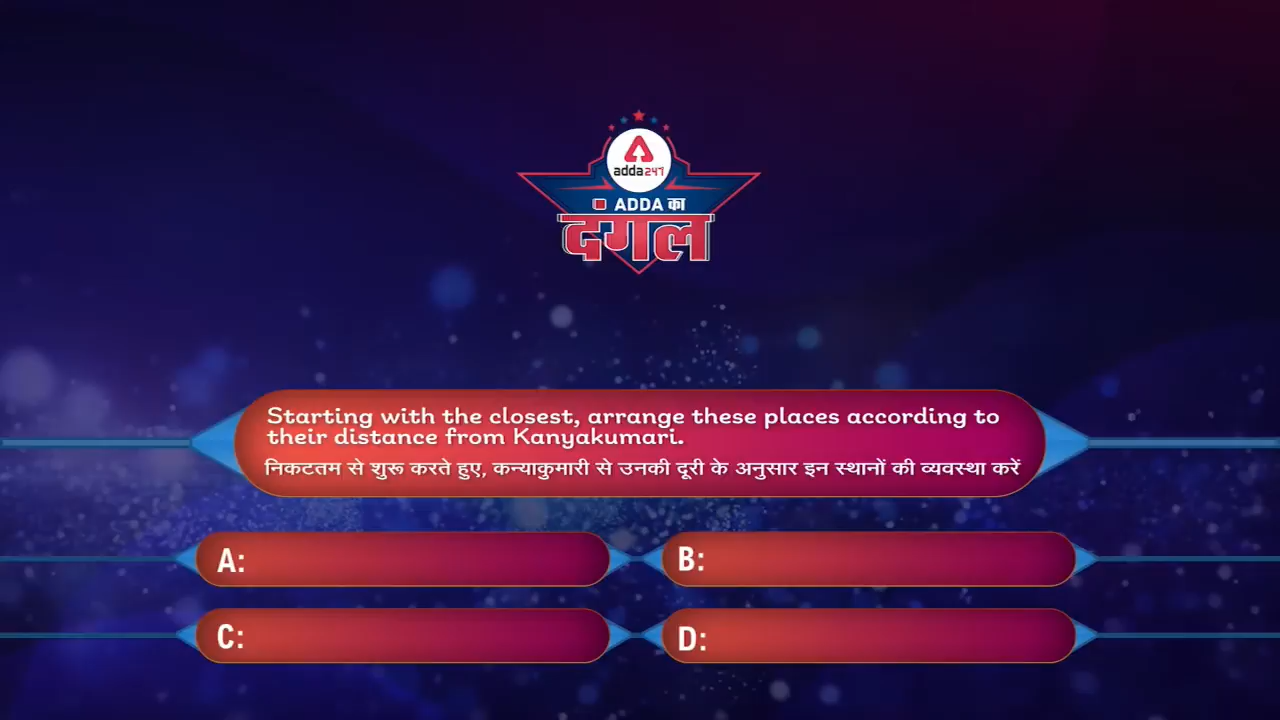 adda247
ADDA का
दंगल
Starting with the closest, arrange these places according to
their distance from Kanyakumari.
निकटतम से शुरू करते हुए, कन्याकुमारी से उनकी दूरी के अनुसार इन स्थानों की व्यवस्था करें
A:
B:
C:
D: